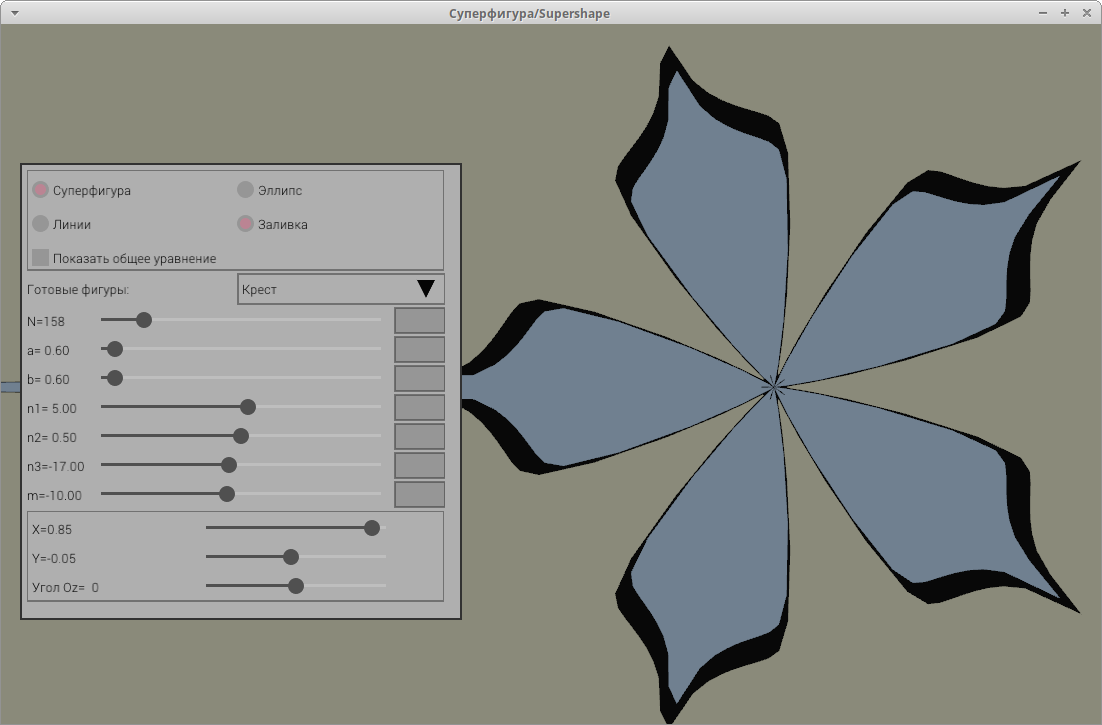 Суперфигура/Supershape
Суперфигура Эллипс
Линии Заливка
Показать общее уравнение
Готовые фигуры: Крест
N=158
a= 0.60
b= 0.60
n1= 5.00
n2= 0.50
n3=-17.00
m=-10.00
X=0.85
Y=-0.05
Угол Oz= 0